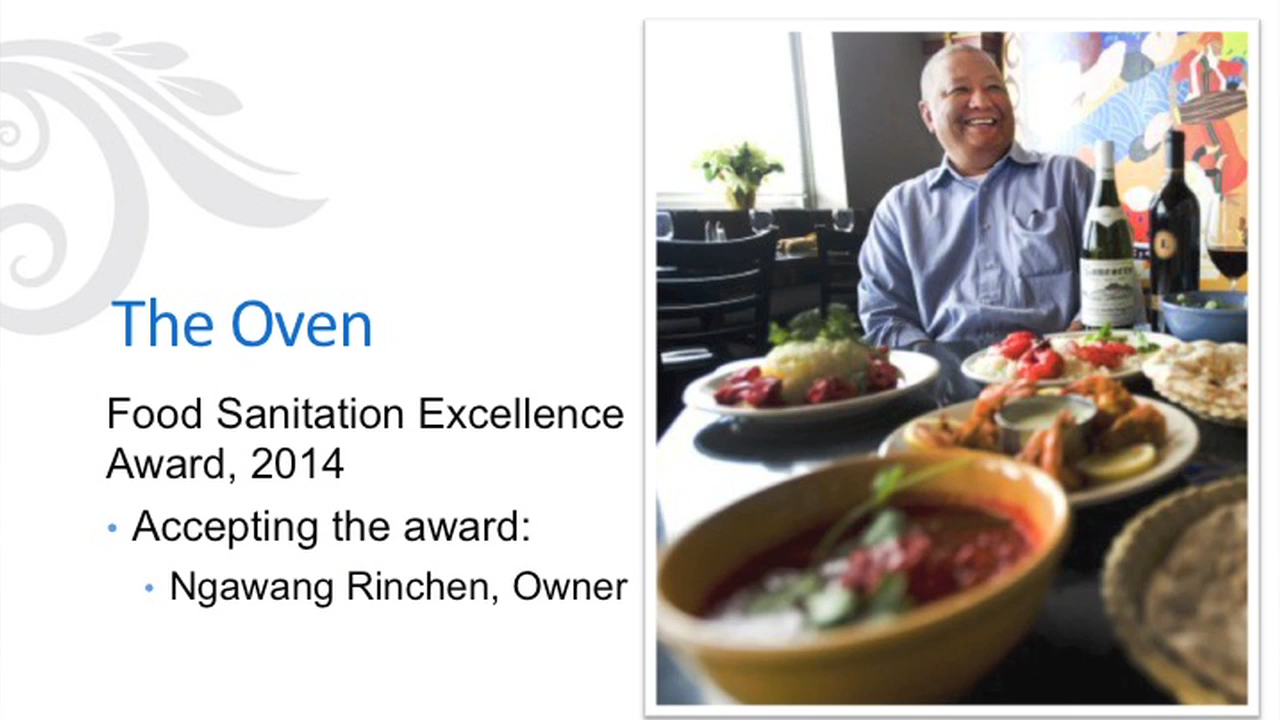 The Oven
Food Sanitation Excellence
Award, 2014
• Accepting the award:
• Ngawang Rinchen, Owner